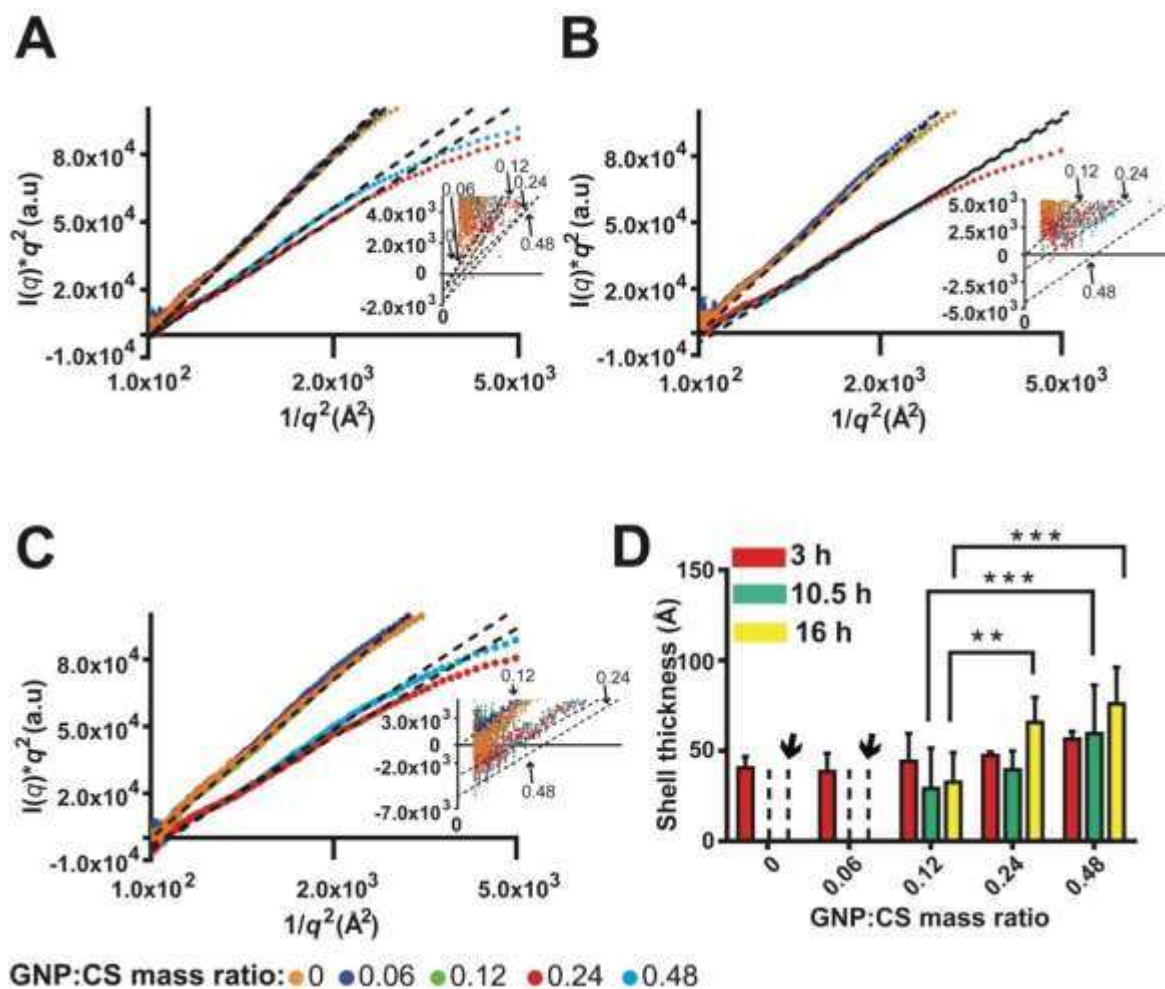 A
I(q)*q² (a.u)
8.0x10⁴
5.0x10⁴
2.0x10⁴
-1.0x10⁴
1.0x10²
2.0x10³
5.0x10³
1/q² (Å²)
0.06
0.12
0.24
0.48
0
4.0x10³
2.0x10³
0
-2.0x10³
0
B
I(q)*q² (a.u)
8.0x10⁴
5.0x10⁴
2.0x10⁴
-1.0x10⁴
1.0x10²
2.0x10³
5.0x10³
1/q² (Å²)
0.12
0.24
0.48
5.0x10³
2.5x10³
0
-2.5x10³
-5.0x10³
0
C
I(q)*q² (a.u)
8.0x10⁴
5.0x10⁴
2.0x10⁴
-1.0x10⁴
1.0x10²
2.0x10³
5.0x10³
1/q² (Å²)
0.12
0.24
0.48
3.0x10³
0
-2.0x10³
-7.0x10³
0
D
3 h
10.5 h
16 h
***
***
**
Shell thickness (Å)
150
100
50
0
0
0.06
0.12
0.24
0.48
GNP:CS mass ratio
GNP:CS mass ratio: 0 0.06 0.12 0.24 0.48